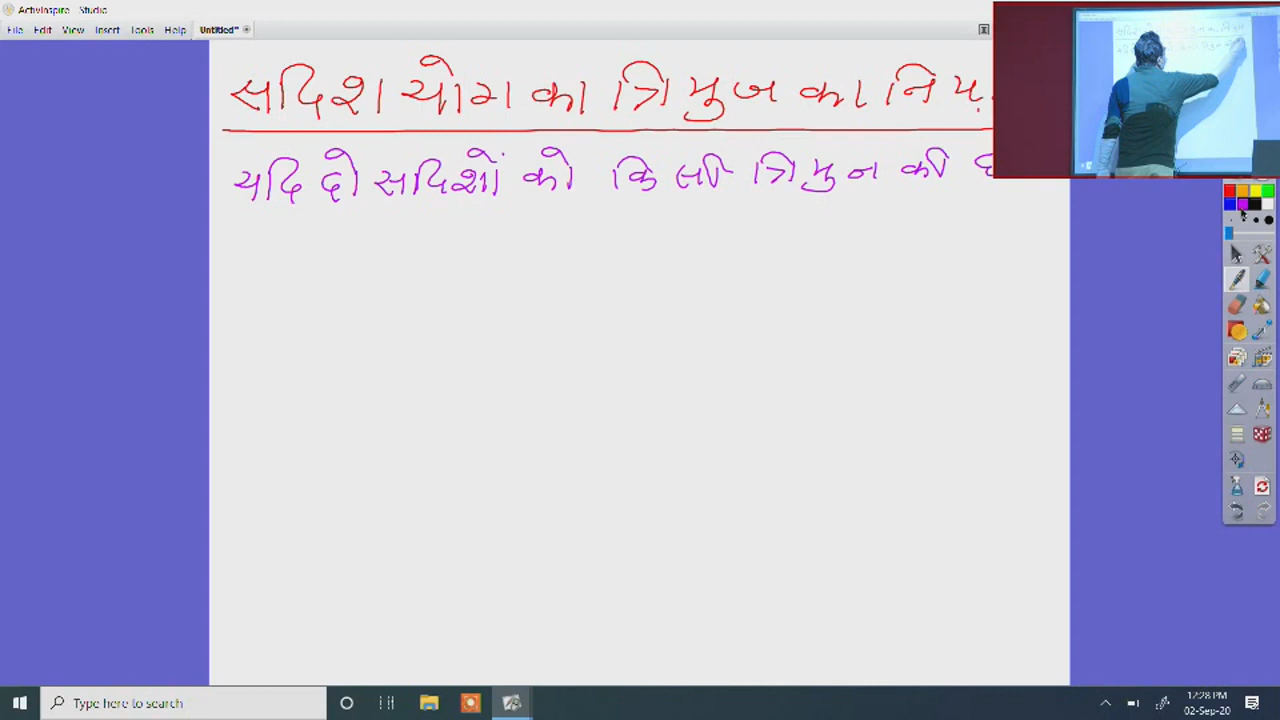 ActivInspire - Studio
File Edit View Insert Tools Help Untitled*
सदिश योग का त्रिभुज का नियम
यदि दो सदिशों को किसी त्रिभुज की
Type here to search
12:28 PM
02-Sep-20